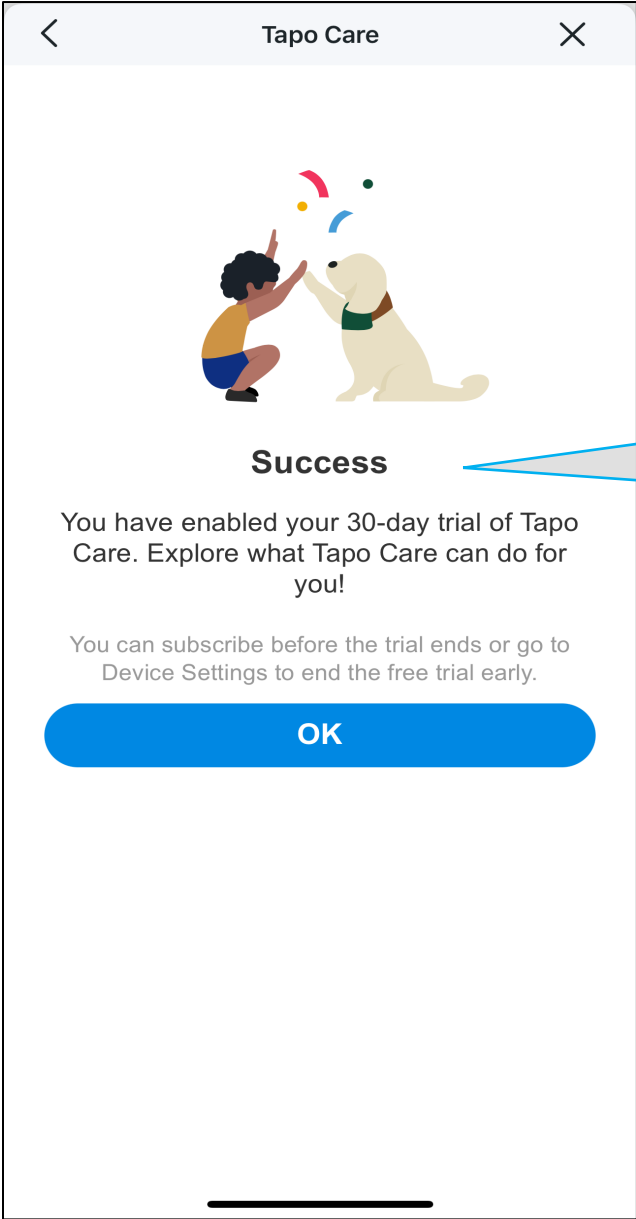 Tapo Care
Success
You have enabled your 30-day trial of Tapo
Care. Explore what Tapo Care can do for
you!
You can subscribe before the trial ends or go to
Device Settings to end the free trial early.
OK